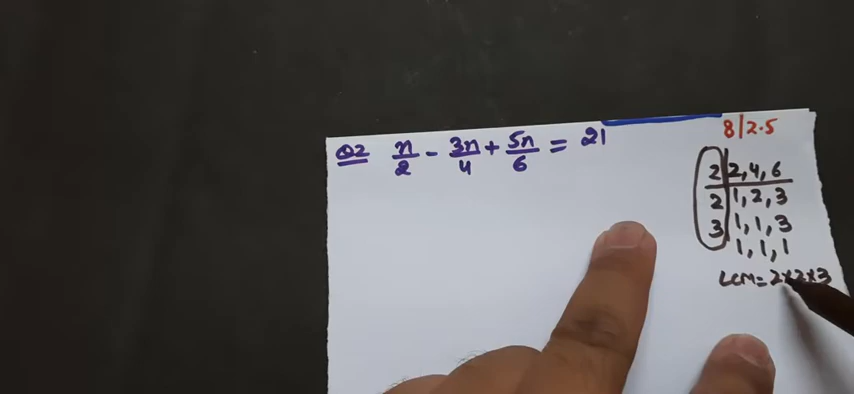 Q2 n/2 - 3n/4 + 5n/6 = 21
8|2.5
2|2,4,6
2|1,2,3
3|1,1,3
1,1,1
LCM=2×2×3